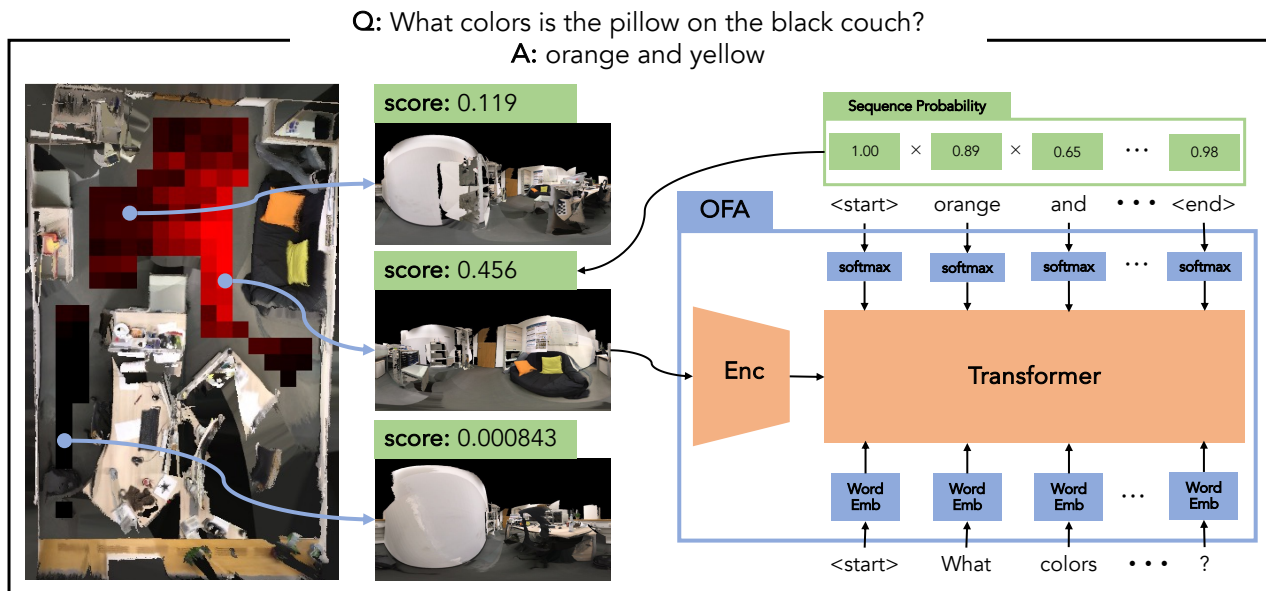 Q: What colors is the pillow on the black couch?
A: orange and yellow
score: 0.119
score: 0.456
score: 0.000843
Sequence Probability
1.00 × 0.89 × 0.65 ··· 0.98
<start> orange and ··· <end>
OFA
softmax softmax softmax ··· softmax
Enc
Transformer
Word Emb Word Emb Word Emb ··· Word Emb
<start> What colors ··· ?